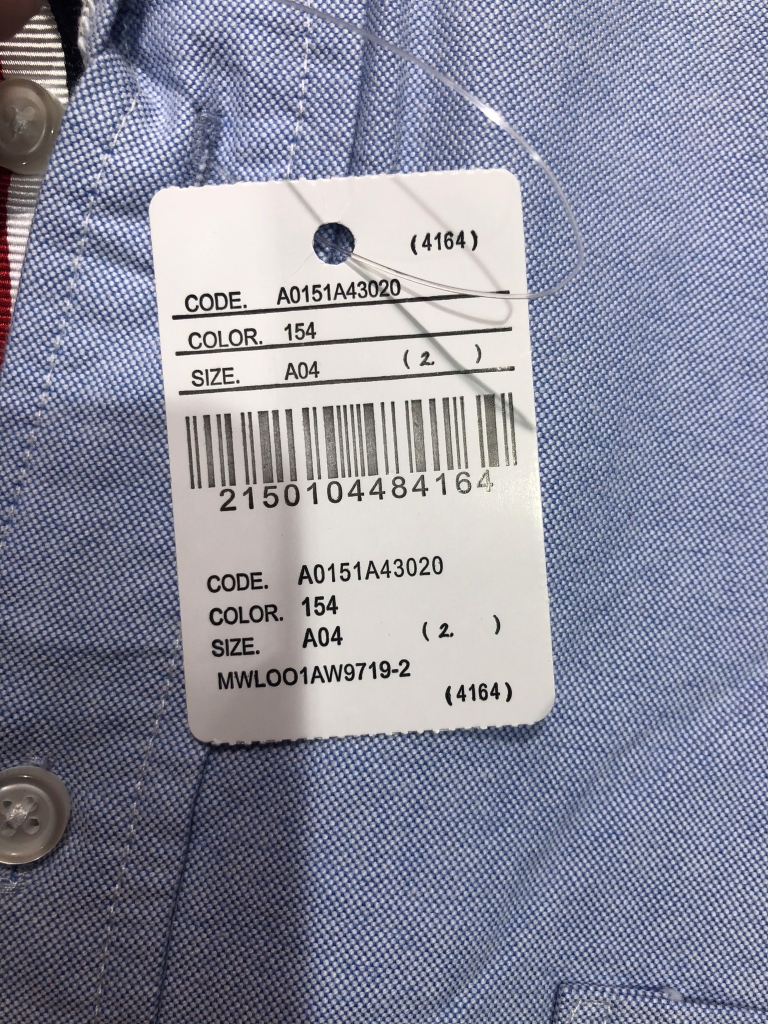 (4164)
CODE. A0151A43020
COLOR. 154
SIZE. A04 (2. )
2150104484164
CODE. A0151A43020
COLOR. 154
SIZE. A04 (2. )
MWLOO1AW9719-2
(4164)